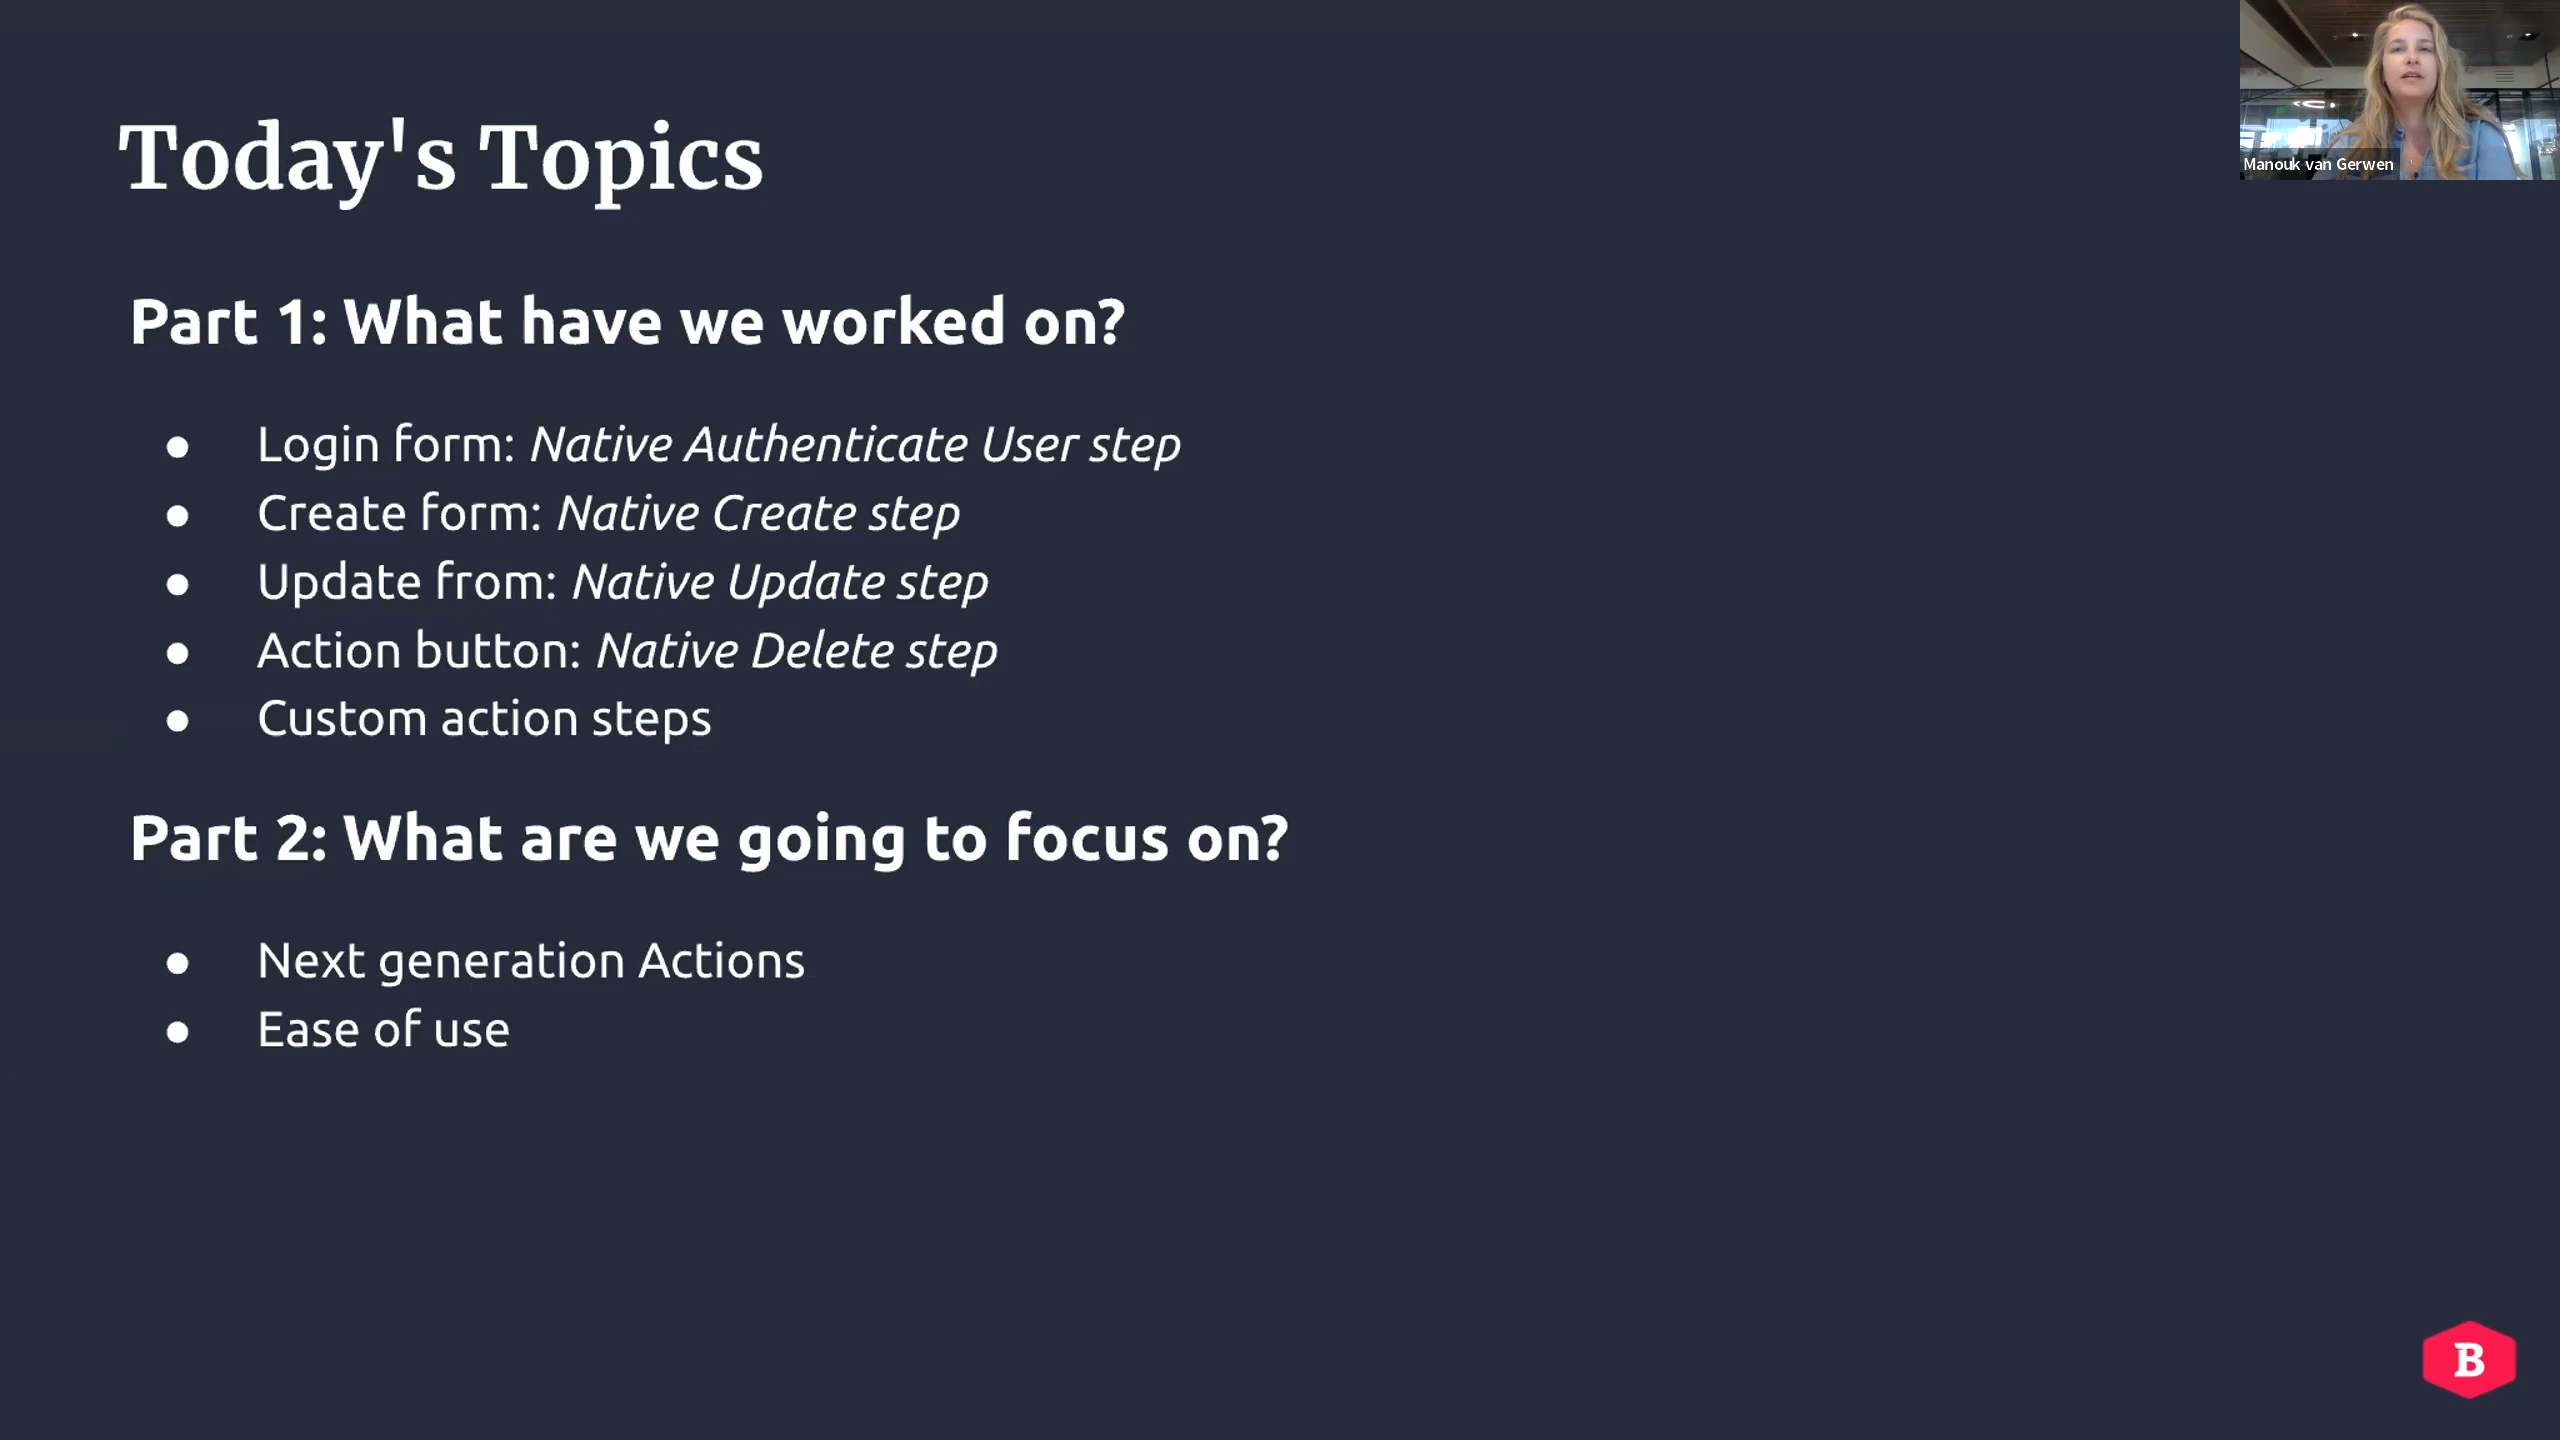 Today's Topics
Manouk van Gerwen
Part 1: What have we worked on?
● Login form: Native Authenticate User step
● Create form: Native Create step
● Update from: Native Update step
● Action button: Native Delete step
● Custom action steps
Part 2: What are we going to focus on?
● Next generation Actions
● Ease of use
B